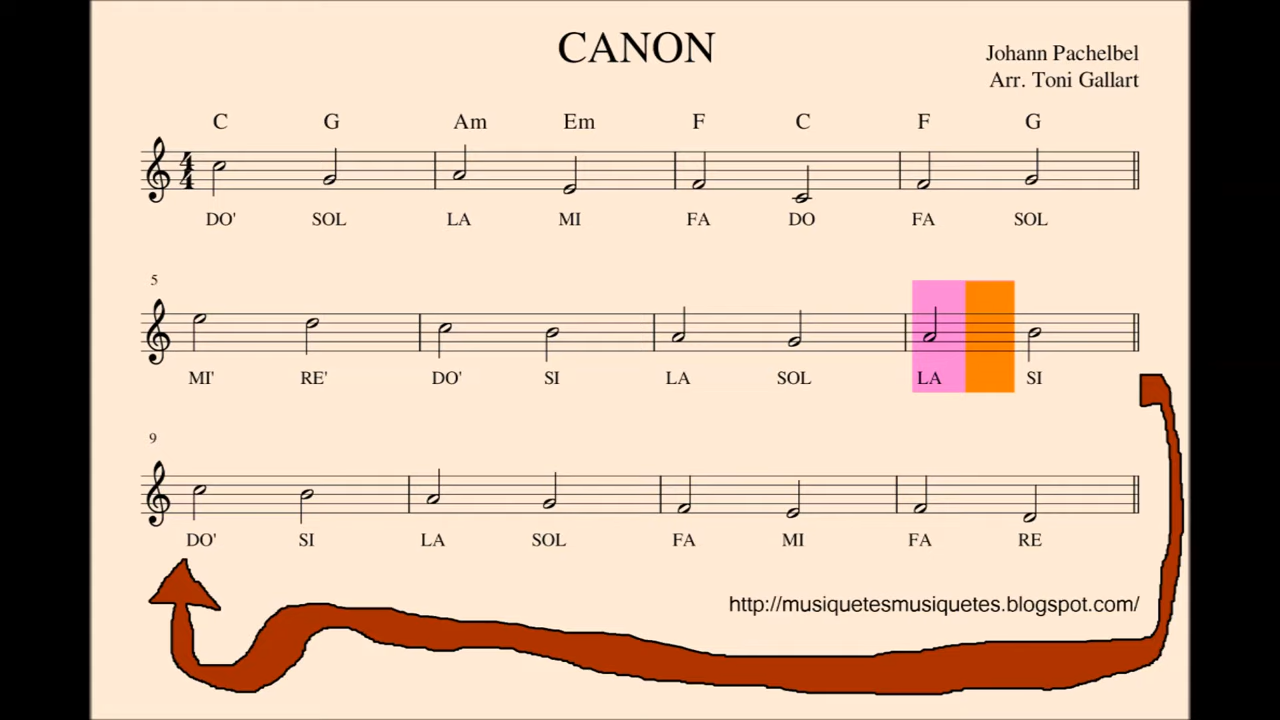 CANON
Johann Pachelbel
Arr. Toni Gallart
C G Am Em F C F G
4
4
DO' SOL LA MI FA DO FA SOL
5
MI' RE' DO' SI LA SOL LA SI
9
DO' SI LA SOL FA MI FA RE
http://musiquetesmusiquetes.blogspot.com/